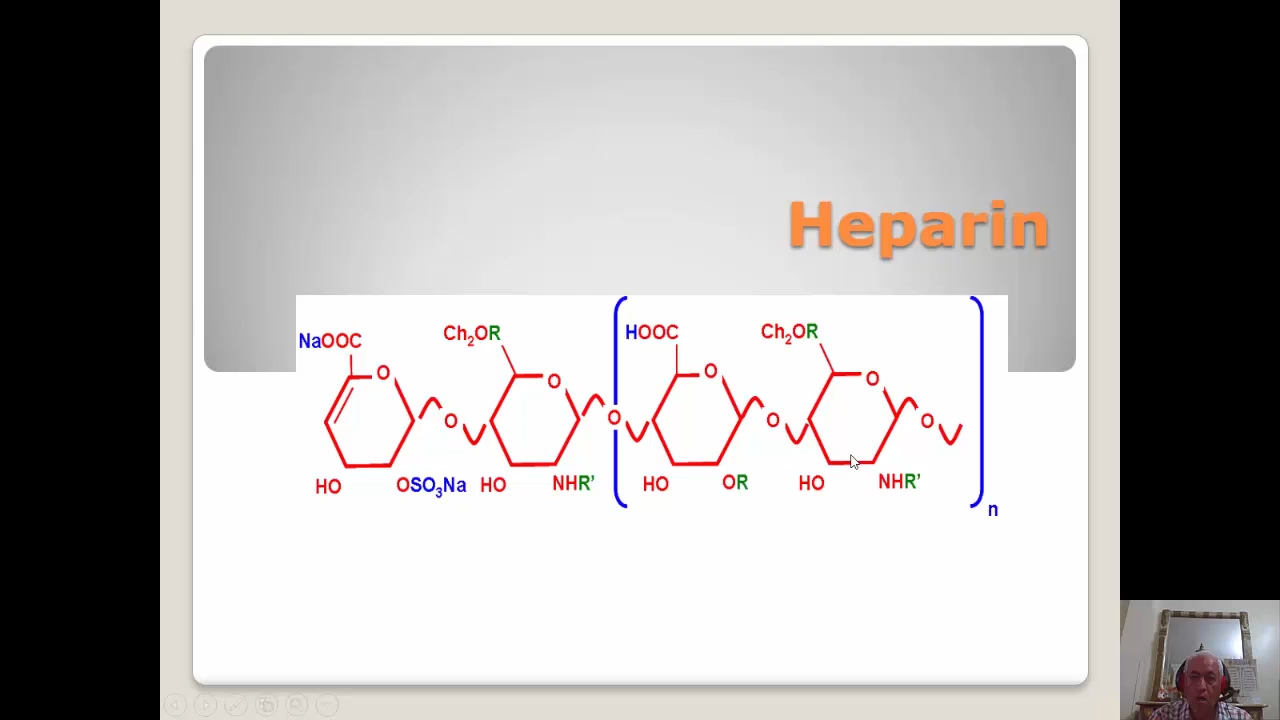 Heparin
NaOOC
Ch2OR
HOOC
Ch2OR
O
O
O
O
O
O
O
O
HO
OSO3Na
HO
NHR’
HO
OR
HO
NHR’
n